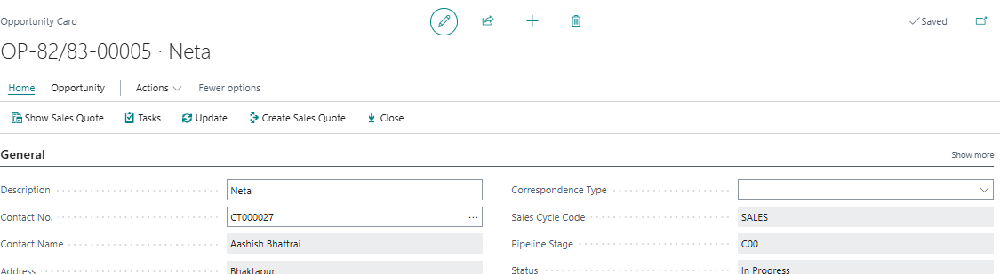 Opportunity Card
Saved
OP-82/83-00005 · Neta
Home Opportunity Actions Fewer options
Show Sales Quote Tasks Update Create Sales Quote Close
General Show more
Description Neta Correspondence Type
Contact No. CT000027 ... Sales Cycle Code SALES
Contact Name Aashish Bhattrai Pipeline Stage C00
Address Bhaktapur Status In Progress